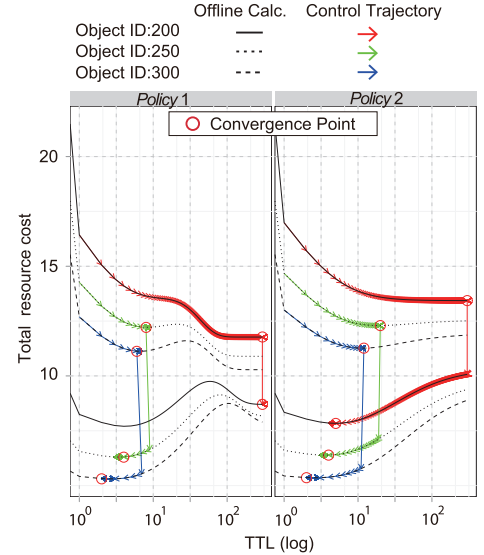 Offline Calc. Control Trajectory
Object ID:200
Object ID:250
Object ID:300
Policy 1 Policy 2
Convergence Point
20
15
10
Total resource cost
10^0 10^1 10^2 10^0 10^1 10^2
TTL (log)